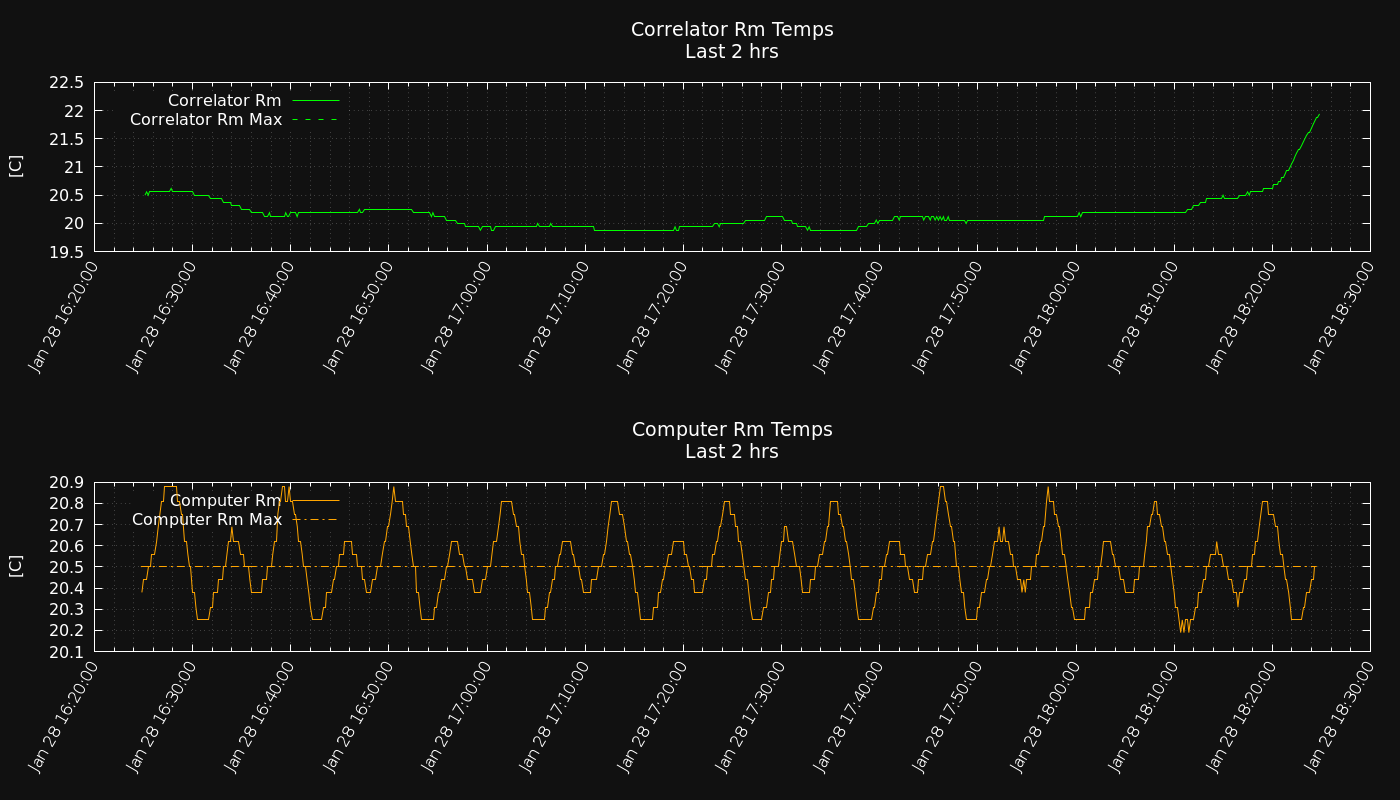 Correlator Rm Temps
Last 2 hrs
22.5
22
21.5
21
20.5
20
19.5
[C]
Correlator Rm
Correlator Rm Max
Jan 28 16:20:00
Jan 28 16:30:00
Jan 28 16:40:00
Jan 28 16:50:00
Jan 28 17:00:00
Jan 28 17:10:00
Jan 28 17:20:00
Jan 28 17:30:00
Jan 28 17:40:00
Jan 28 17:50:00
Jan 28 18:00:00
Jan 28 18:10:00
Jan 28 18:20:00
Jan 28 18:30:00
Computer Rm Temps
Last 2 hrs
20.9
20.8
20.7
20.6
20.5
20.4
20.3
20.2
20.1
[C]
Computer Rm
Computer Rm Max
Jan 28 16:20:00
Jan 28 16:30:00
Jan 28 16:40:00
Jan 28 16:50:00
Jan 28 17:00:00
Jan 28 17:10:00
Jan 28 17:20:00
Jan 28 17:30:00
Jan 28 17:40:00
Jan 28 17:50:00
Jan 28 18:00:00
Jan 28 18:10:00
Jan 28 18:20:00
Jan 28 18:30:00